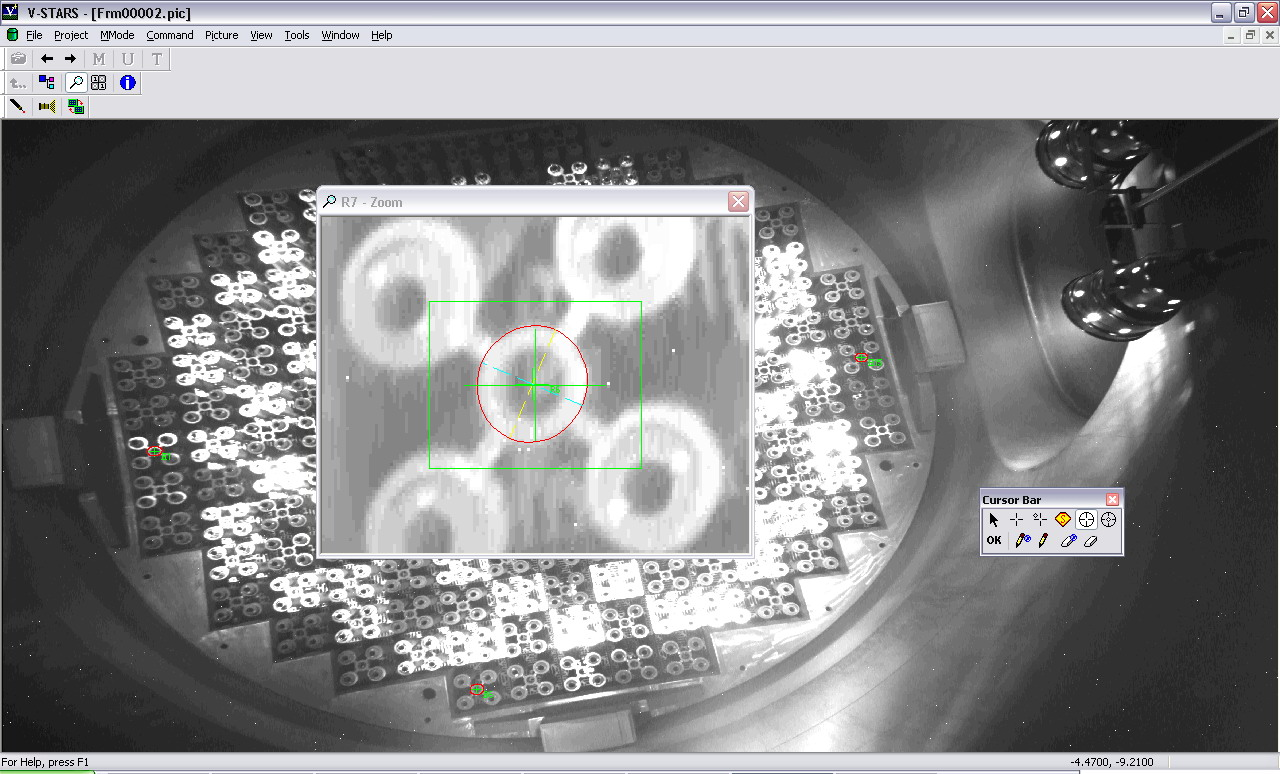 V-STARS - [Frm00002.pic]
File Project MMode Command Picture View Tools Window Help
M U T
R7 - Zoom
Cursor Bar
S
OK
For Help, press F1
-4.4700, -9.2100